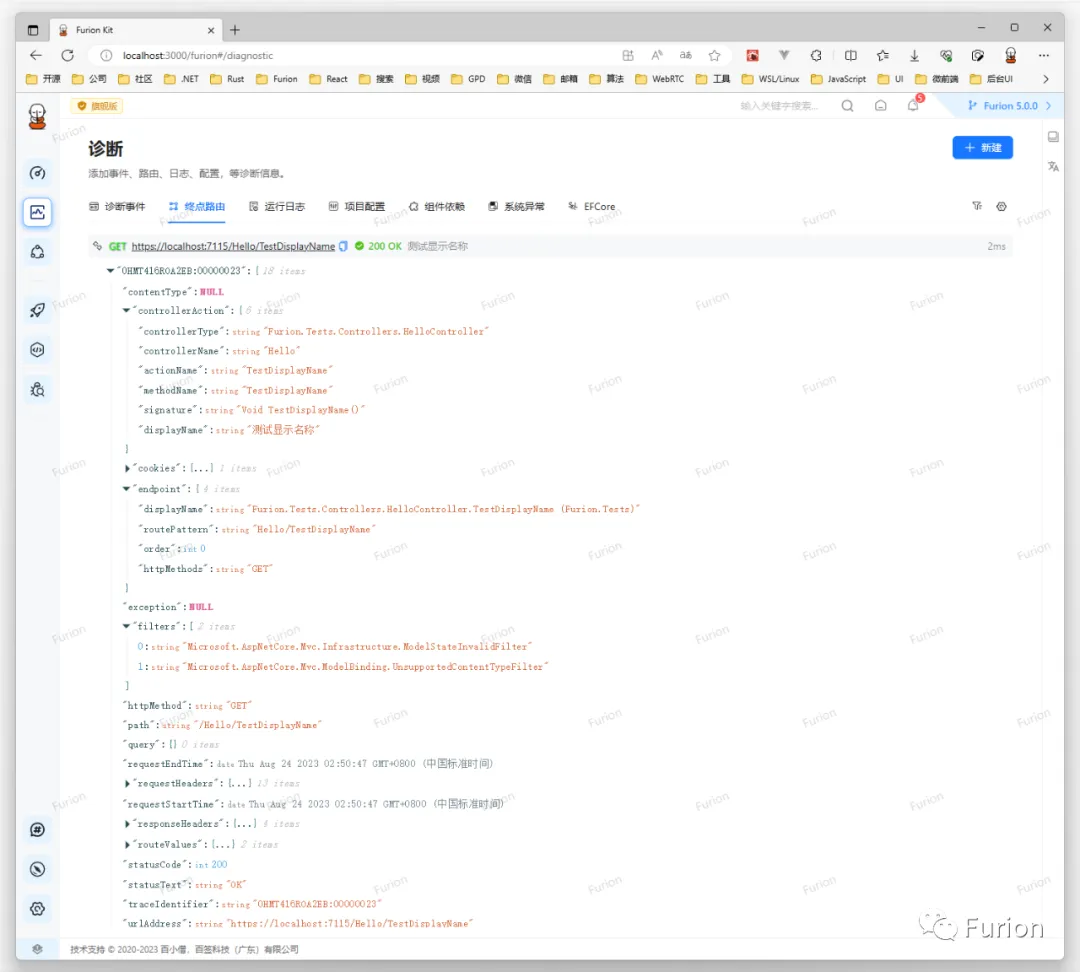 Furion Kit
localhost:3000/furion#/diagnostic
开源 公司 社区 .NET Rust Furion React 搜索 视频 GPD 微信 邮箱 算法 WebRTC 工具 WSL/Linux JavaScript UI 微前端 后台UI
旗舰版 输入关键字搜索... 5 Furion 5.0.0
诊断
新建
添加事件、路由、日志、配置，等诊断信息。
诊断事件 终点路由 运行日志 项目配置 组件依赖 系统异常 EFCore
GET https://localhost:7115/Hello/TestDisplayName 200 OK 测试显示名称 2ms
"0HMT416R0A2EB:00000023":{ 18 items
"contentType":NULL
"controllerAction":{ 6 items
"controllerType":string"Furion.Tests.Controllers.HelloController"
"controllerName":string"Hello"
"actionName":string"TestDisplayName"
"methodName":string"TestDisplayName"
"signature":string"Void TestDisplayName()"
"displayName":string"测试显示名称"
}
"cookies":{...} 1 items
"endpoint":{ 4 items
"displayName":string"Furion.Tests.Controllers.HelloController.TestDisplayName (Furion.Tests)"
"routePattern":string"Hello/TestDisplayName"
"order":int 0
"httpMethods":string"GET"
}
"exception":NULL
"filters":[ 2 items
0:string"Microsoft.AspNetCore.Mvc.Infrastructure.ModelStateInvalidFilter"
1:string"Microsoft.AspNetCore.Mvc.ModelBinding.UnsupportedContentTypeFilter"
]
"httpMethod":string"GET"
"path":string"/Hello/TestDisplayName"
"query":{} 0 items
"requestEndTime":date Thu Aug 24 2023 02:50:47 GMT+0800 (中国标准时间)
"requestHeaders":{...} 13 items
"requestStartTime":date Thu Aug 24 2023 02:50:47 GMT+0800 (中国标准时间)
"responseHeaders":{...} 4 items
"routeValues":{...} 2 items
"statusCode":int 200
"statusText":string"OK"
"traceIdentifier":string"0HMT416R0A2EB:00000023"
"urlAddress":string"https://localhost:7115/Hello/TestDisplayName"
Furion
技术支持 © 2020-2023 百小僧，百签科技（广东）有限公司